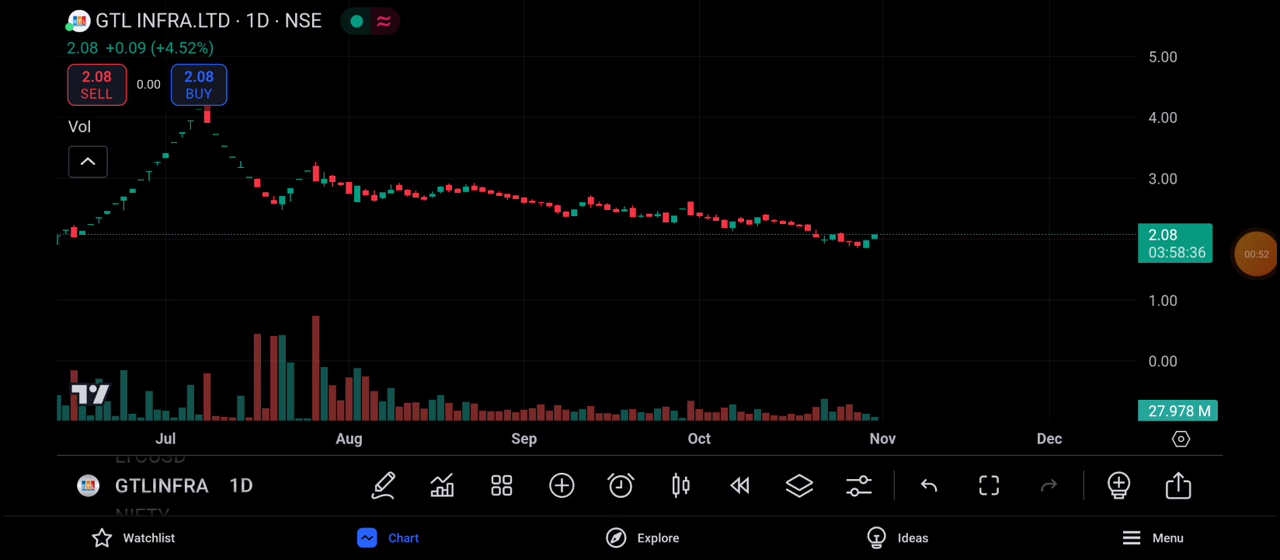 GTL INFRA.LTD · 1D · NSE
2.08 +0.09 (+4.52%)
2.08 SELL
0.00
2.08 BUY
Vol
5.00
4.00
3.00
2.08
03:58:36
00:52
1.00
0.00
27.978 M
Jul Aug Sep Oct Nov Dec
GTLINFRA 1D
NIFTY
Watchlist Chart Explore Ideas Menu